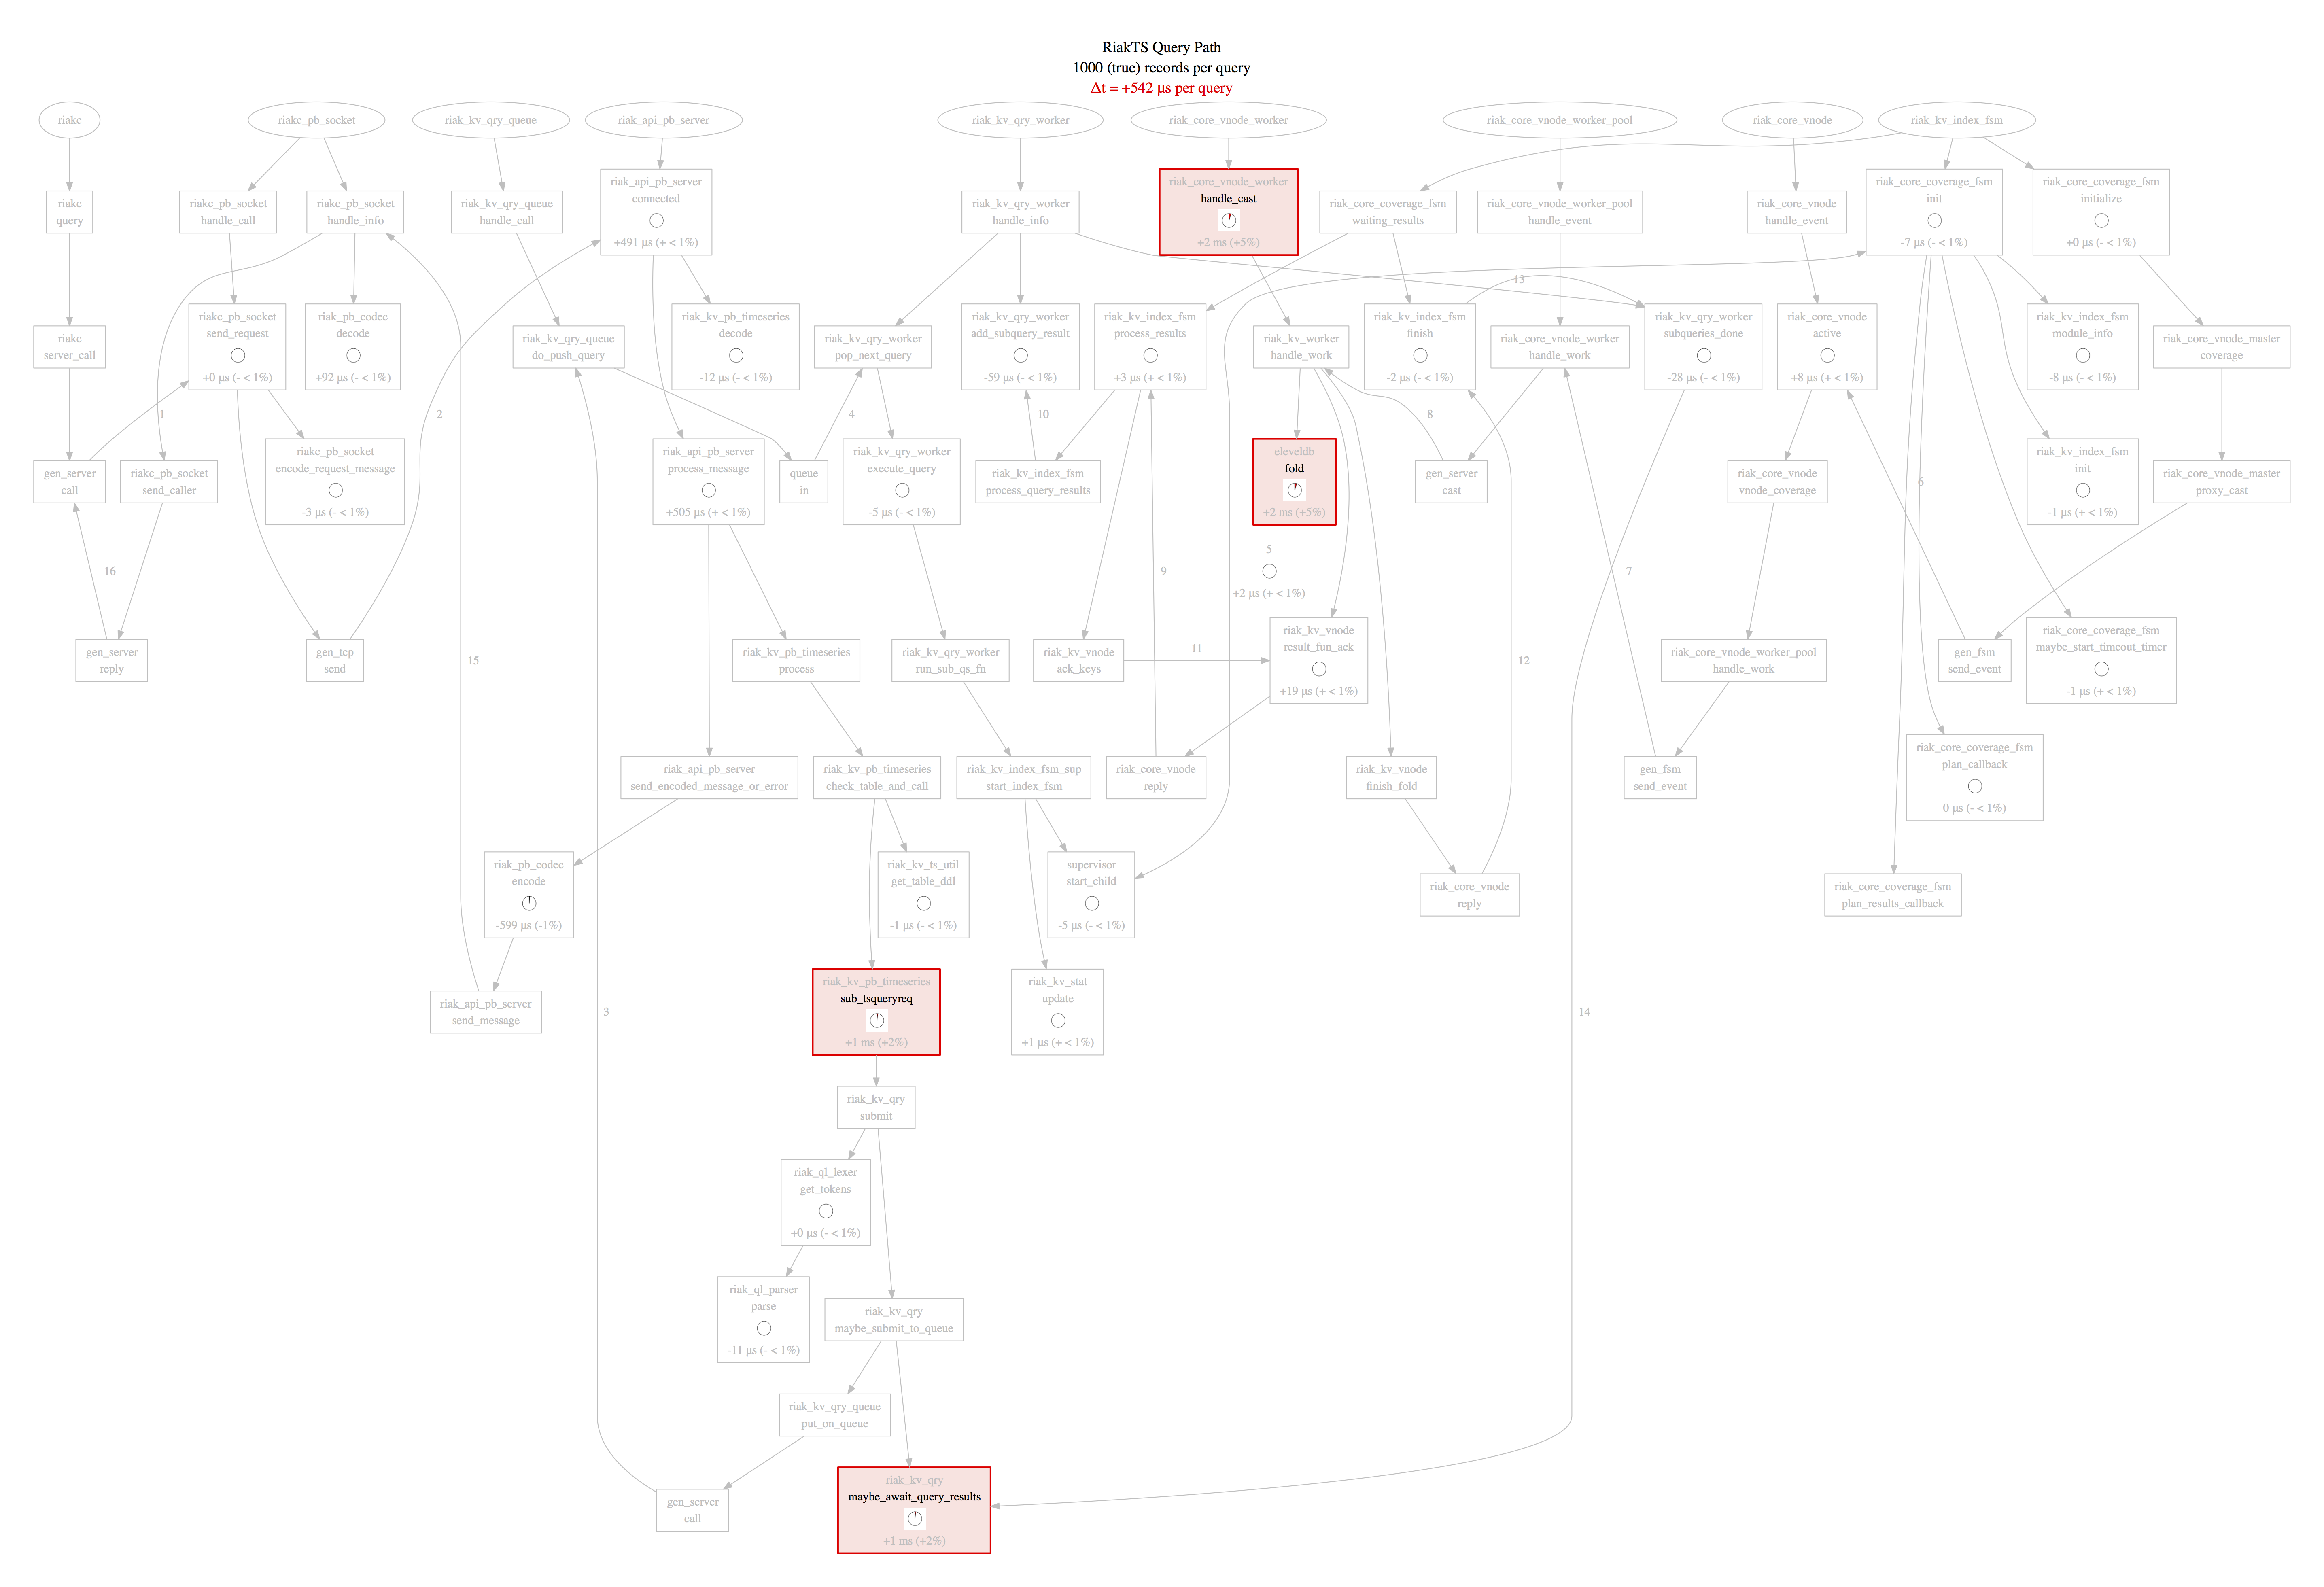 RiakTS Query Path
1000 (true) records per query
Δt = +542 µs per query
riakc
riakc_pb_socket
riak_kv_qry_queue
riak_api_pb_server
riak_kv_qry_worker
riak_core_vnode_worker
riak_core_vnode_worker_pool
riak_core_vnode
riak_kv_index_fsm
riakc
query
riakc_pb_socket
handle_call
riakc_pb_socket
handle_info
riak_kv_qry_queue
handle_call
riak_api_pb_server
connected
+491 µs (+ < 1%)
riak_kv_qry_worker
handle_info
riak_core_vnode_worker
handle_cast
+2 ms (+5%)
riak_core_coverage_fsm
waiting_results
riak_core_vnode_worker_pool
handle_event
riak_core_vnode
handle_event
riak_core_coverage_fsm
init
-7 µs (- < 1%)
riak_core_coverage_fsm
initialize
+0 µs (- < 1%)
13
riakc
server_call
riakc_pb_socket
send_request
+0 µs (- < 1%)
riak_pb_codec
decode
+92 µs (- < 1%)
riak_kv_qry_queue
do_push_query
riak_kv_pb_timeseries
decode
-12 µs (- < 1%)
riak_kv_qry_worker
pop_next_query
riak_kv_qry_worker
add_subquery_result
-59 µs (- < 1%)
riak_kv_index_fsm
process_results
+3 µs (+ < 1%)
riak_kv_worker
handle_work
riak_kv_index_fsm
finish
-2 µs (- < 1%)
riak_core_vnode_worker
handle_work
riak_kv_qry_worker
subqueries_done
-28 µs (- < 1%)
riak_core_vnode
active
+8 µs (+ < 1%)
riak_kv_index_fsm
module_info
-8 µs (- < 1%)
riak_core_vnode_master
coverage
1
2
4
10
8
gen_server
call
riakc_pb_socket
send_caller
riakc_pb_socket
encode_request_message
-3 µs (- < 1%)
riak_api_pb_server
process_message
+505 µs (+ < 1%)
queue
in
riak_kv_qry_worker
execute_query
-5 µs (- < 1%)
riak_kv_index_fsm
process_query_results
eleveldb
fold
+2 ms (+5%)
gen_server
cast
riak_core_vnode
vnode_coverage
6
riak_kv_index_fsm
init
-1 µs (+ < 1%)
riak_core_vnode_master
proxy_cast
16
9
5
+2 µs (+ < 1%)
7
gen_server
reply
gen_tcp
send
15
riak_kv_pb_timeseries
process
riak_kv_qry_worker
run_sub_qs_fn
riak_kv_vnode
ack_keys
11
riak_kv_vnode
result_fun_ack
+19 µs (+ < 1%)
12
riak_core_vnode_worker_pool
handle_work
gen_fsm
send_event
riak_core_coverage_fsm
maybe_start_timeout_timer
-1 µs (+ < 1%)
riak_api_pb_server
send_encoded_message_or_error
riak_kv_pb_timeseries
check_table_and_call
riak_kv_index_fsm_sup
start_index_fsm
riak_core_vnode
reply
riak_kv_vnode
finish_fold
gen_fsm
send_event
riak_core_coverage_fsm
plan_callback
0 µs (- < 1%)
riak_pb_codec
encode
-599 µs (-1%)
riak_kv_ts_util
get_table_ddl
-1 µs (- < 1%)
supervisor
start_child
-5 µs (- < 1%)
riak_core_vnode
reply
riak_core_coverage_fsm
plan_results_callback
riak_api_pb_server
send_message
3
riak_kv_pb_timeseries
sub_tsqueryreq
+1 ms (+2%)
riak_kv_stat
update
+1 µs (+ < 1%)
14
riak_kv_qry
submit
riak_ql_lexer
get_tokens
+0 µs (- < 1%)
riak_ql_parser
parse
-11 µs (- < 1%)
riak_kv_qry
maybe_submit_to_queue
riak_kv_qry_queue
put_on_queue
gen_server
call
riak_kv_qry
maybe_await_query_results
+1 ms (+2%)